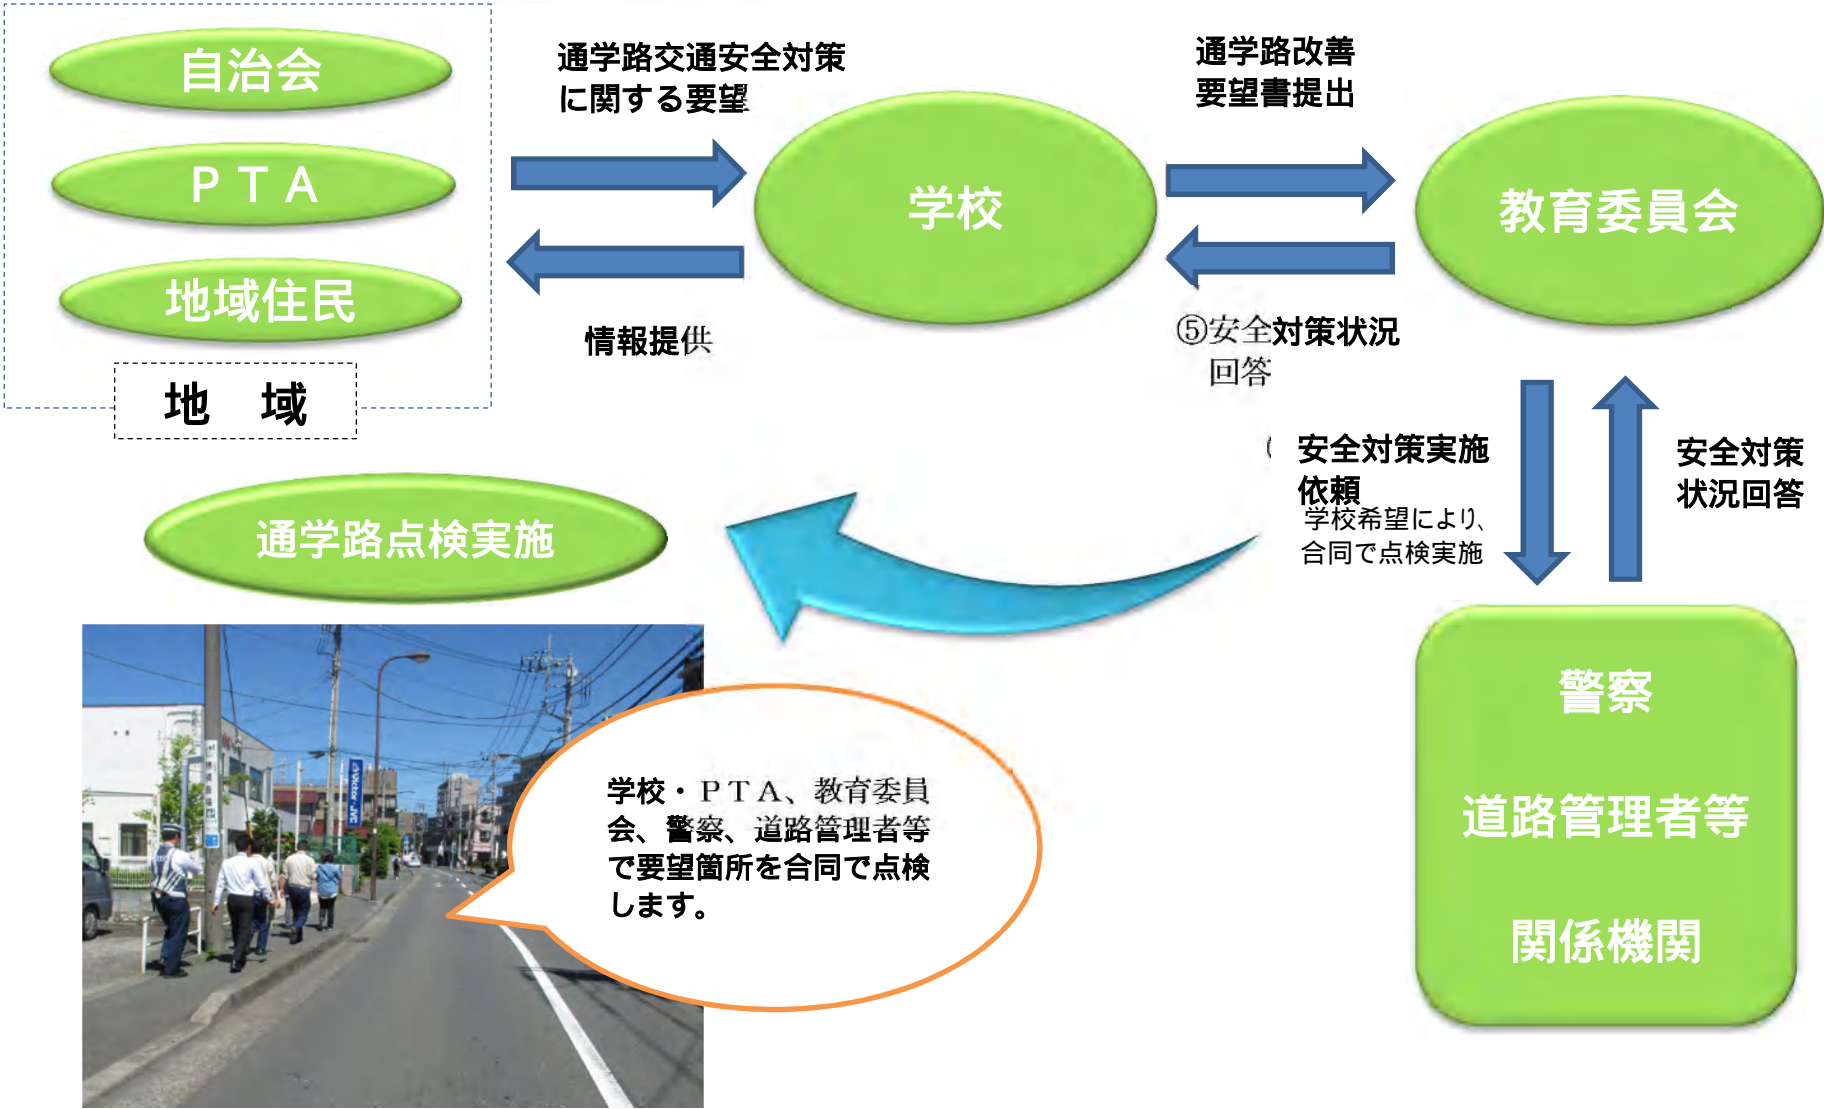 自治会
ＰＴＡ
地域住民
地　域
通学路交通安全対策
に関する要望
情報提供
学校
通学路改善
要望書提出
⑤安全対策状況
回答
教育委員会
安全対策実施
依頼
学校希望により、
合同で点検実施
安全対策
状況回答
警察
道路管理者等
関係機関
通学路点検実施
学校・ＰＴＡ、教育委員
会、警察、道路管理者等
で要望箇所を合同で点検
します。
Victor・JVC